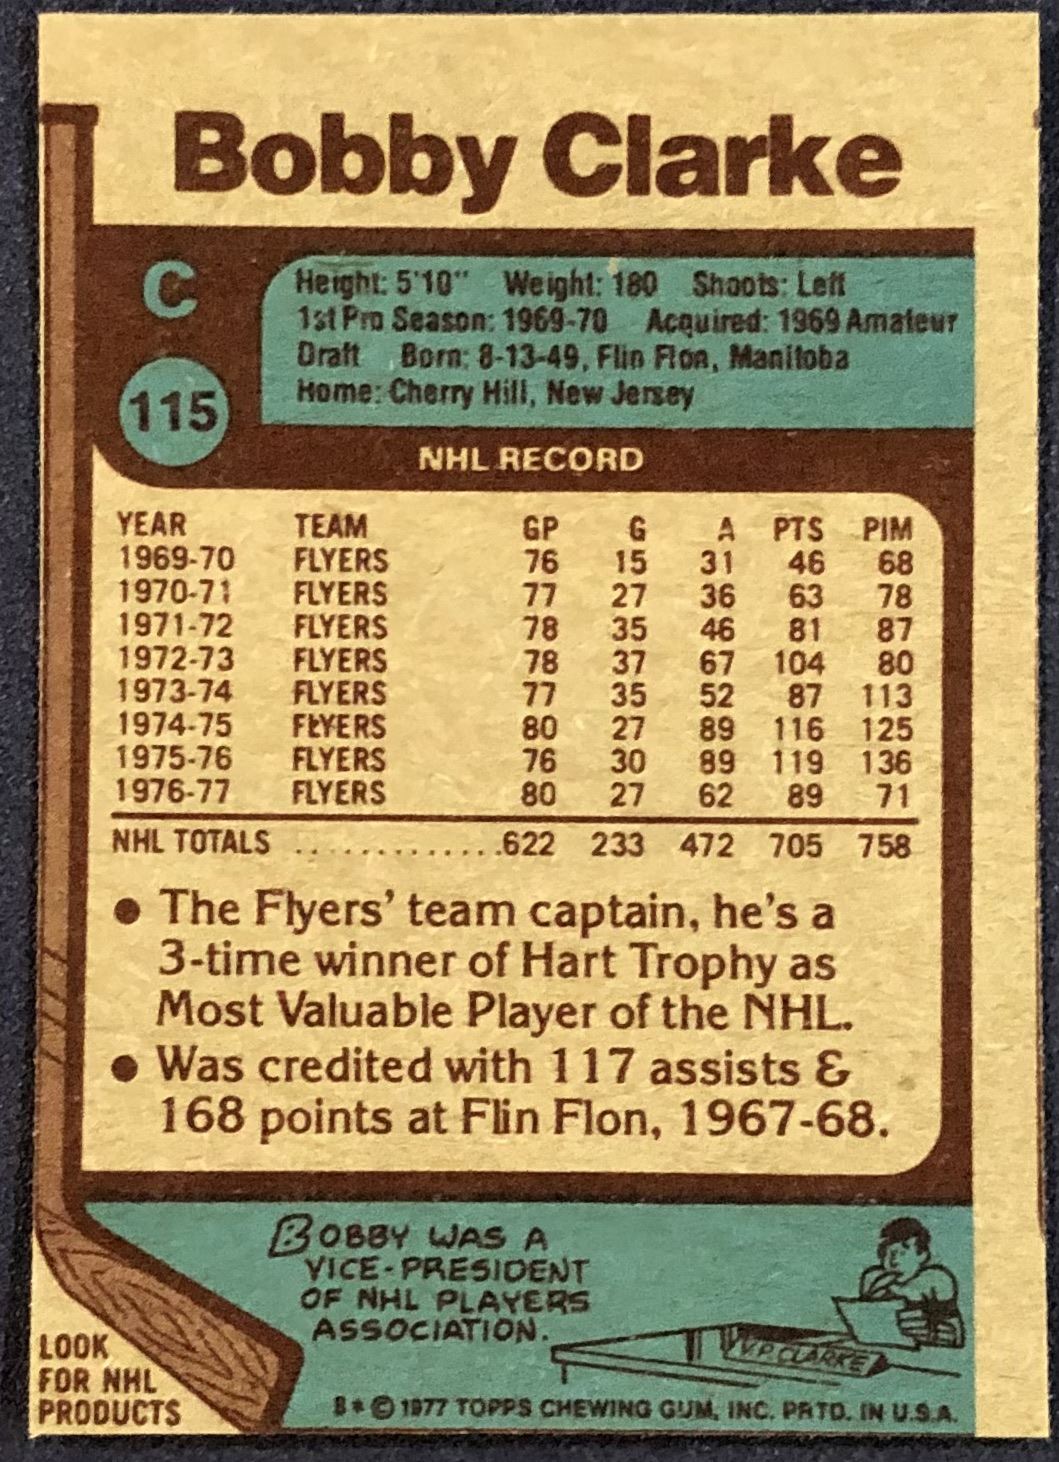 Bobby Clarke
C
115
Height: 5'10" Weight: 180 Shoots: Left
1st Pro Season: 1969-70 Acquired: 1969 Amateur
Draft Born: 8-13-49, Flin Flon, Manitoba
Home: Cherry Hill, New Jersey
NHL RECORD
YEAR TEAM GP G A PTS PIM
1969-70 FLYERS 76 15 31 46 68
1970-71 FLYERS 77 27 36 63 78
1971-72 FLYERS 78 35 46 81 87
1972-73 FLYERS 78 37 67 104 80
1973-74 FLYERS 77 35 52 87 113
1974-75 FLYERS 80 27 89 116 125
1975-76 FLYERS 76 30 89 119 136
1976-77 FLYERS 80 27 62 89 71
NHL TOTALS .............622 233 472 705 758
● The Flyers' team captain, he's a
3-time winner of Hart Trophy as
Most Valuable Player of the NHL.
● Was credited with 117 assists &
168 points at Flin Flon, 1967-68.
BOBBY WAS A
VICE-PRESIDENT
OF NHL PLAYERS
ASSOCIATION.
V.P. CLARKE
LOOK
FOR NHL
PRODUCTS
B * © 1977 TOPPS CHEWING GUM, INC. PRTD. IN U.S.A.